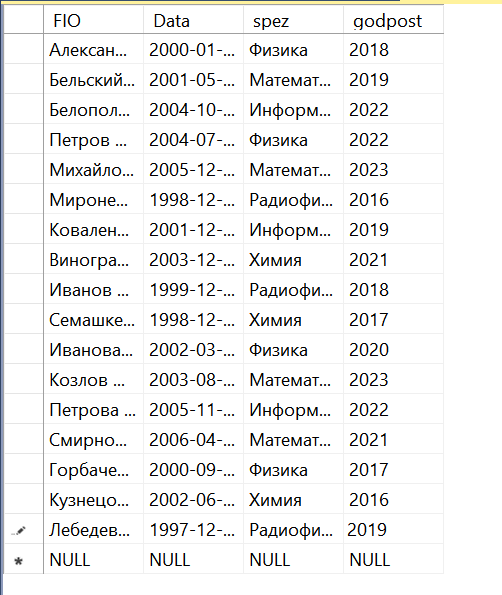 FIO Data spez godpost
Алексан... 2000-01-... Физика 2018
Бельский... 2001-05-... Математ... 2019
Белопол... 2004-10-... Информ... 2022
Петров ... 2004-07-... Физика 2022
Михайло... 2005-12-... Математ... 2023
Мироне... 1998-12-... Радиофи... 2016
Ковален... 2001-12-... Информ... 2019
Виногра... 2003-12-... Химия 2021
Иванов ... 1999-12-... Радиофи... 2018
Семашке... 1998-12-... Химия 2017
Иванова... 2002-03-... Физика 2020
Козлов ... 2003-08-... Математ... 2023
Петрова ... 2005-11-... Информ... 2022
Смирно... 2006-04-... Математ... 2021
Горбаче... 2000-09-... Физика 2017
Кузнецо... 2002-06-... Химия 2016
Лебедев... 1997-12-... Радиофи... 2019
NULL NULL NULL NULL